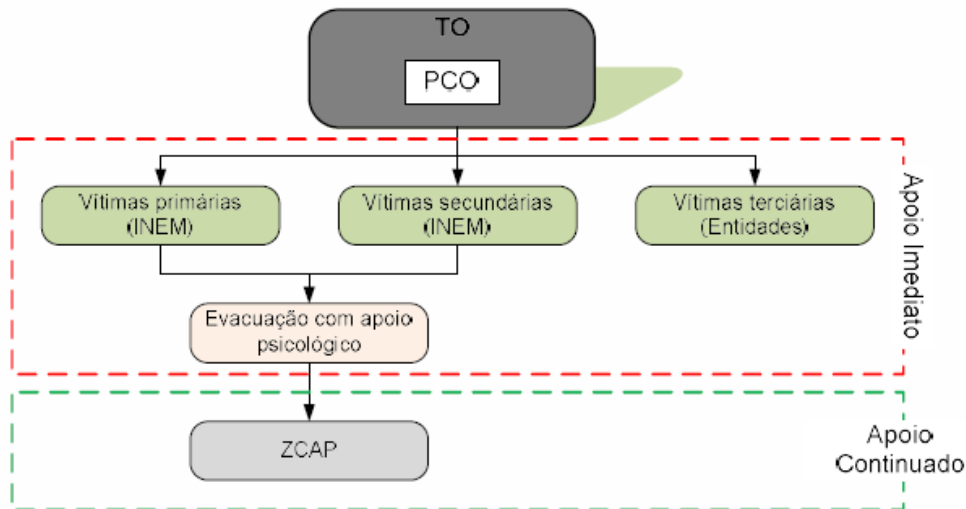 TO
PCO
Vítimas primárias
(INEM)
Vítimas secundárias
(INEM)
Vítimas terciárias
(Entidades)
Apoio Imediato
Evacuação com apoio
psicológico
ZCAP
Apoio
Continuado